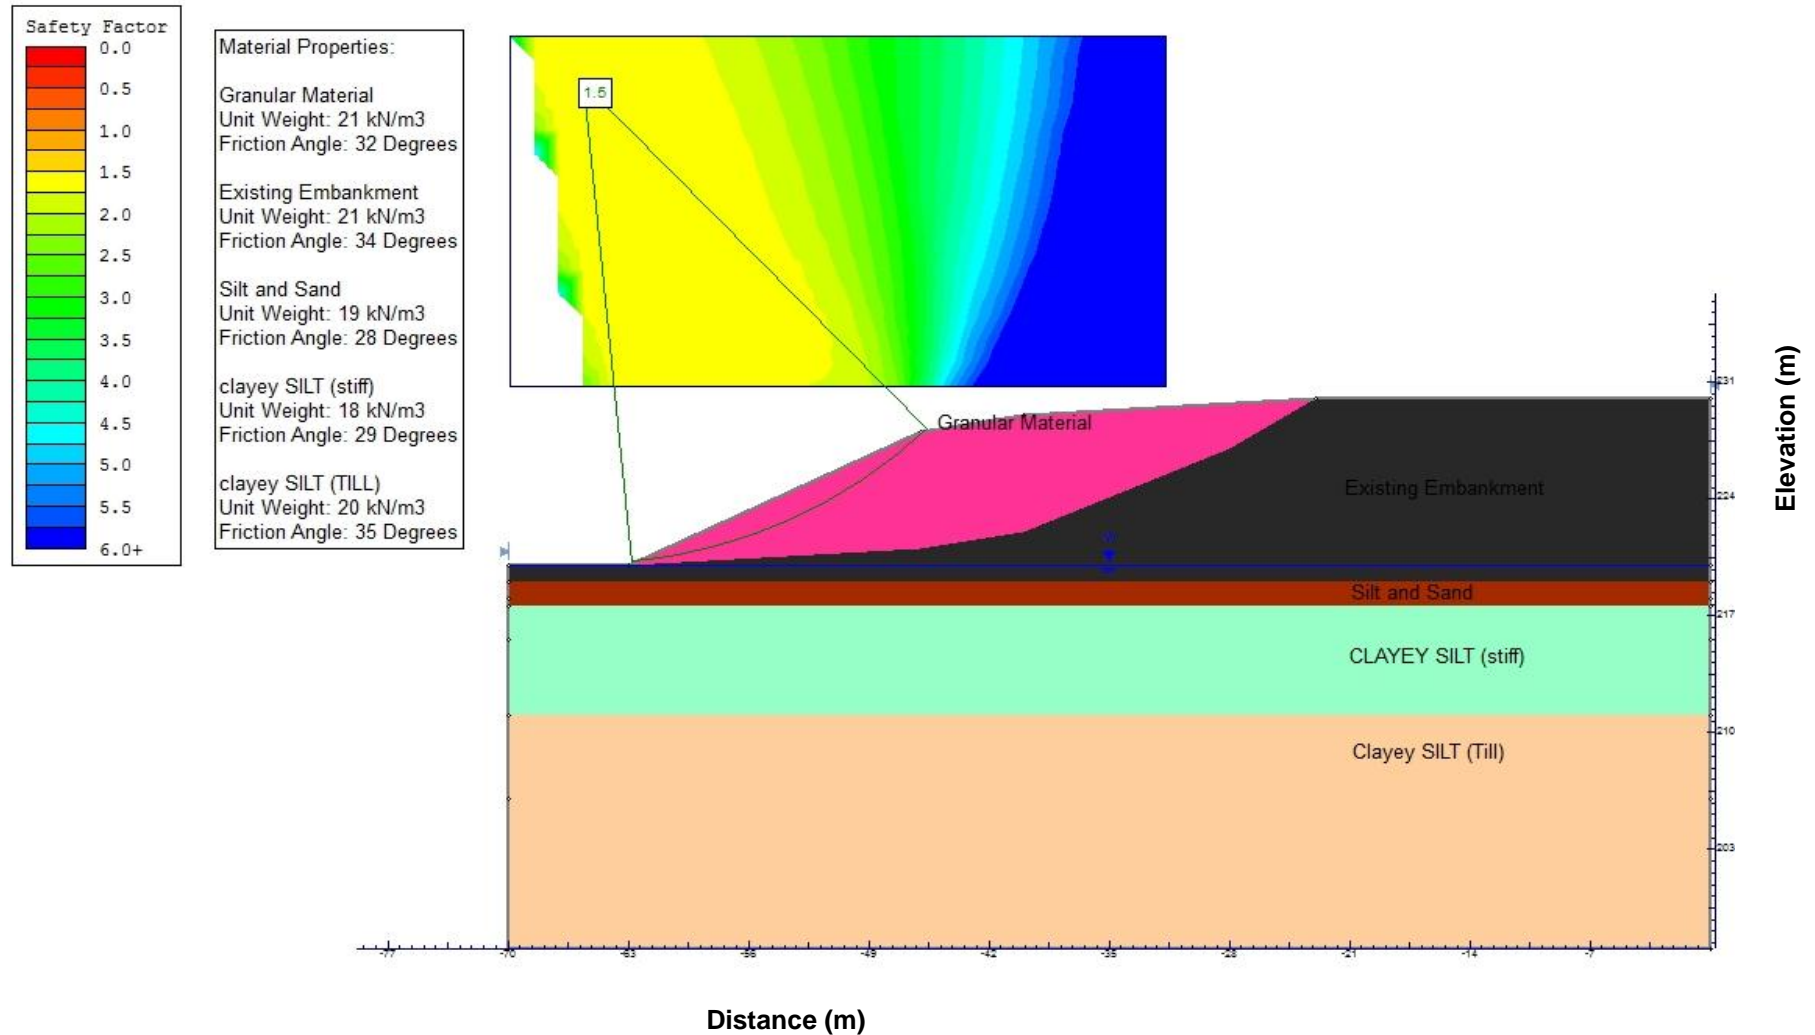 Safety Factor
0.0
0.5
1.0
1.5
2.0
2.5
3.0
3.5
4.0
4.5
5.0
5.5
6.0+
Material Properties:
Granular Material
Unit Weight: 21 kN/m3
Friction Angle: 32 Degrees
Existing Embankment
Unit Weight: 21 kN/m3
Friction Angle: 34 Degrees
Silt and Sand
Unit Weight: 19 kN/m3
Friction Angle: 28 Degrees
clayey SILT (stiff)
Unit Weight: 18 kN/m3
Friction Angle: 29 Degrees
clayey SILT (TILL)
Unit Weight: 20 kN/m3
Friction Angle: 35 Degrees
1.5
Granular Material
Existing Embankment
W
Silt and Sand
CLAYEY SILT (stiff)
Clayey SILT (Till)
231
224
217
210
203
Elevation (m)
-77 -70 -63 -56 -49 -42 -35 -28 -21 -14 -7
Distance (m)